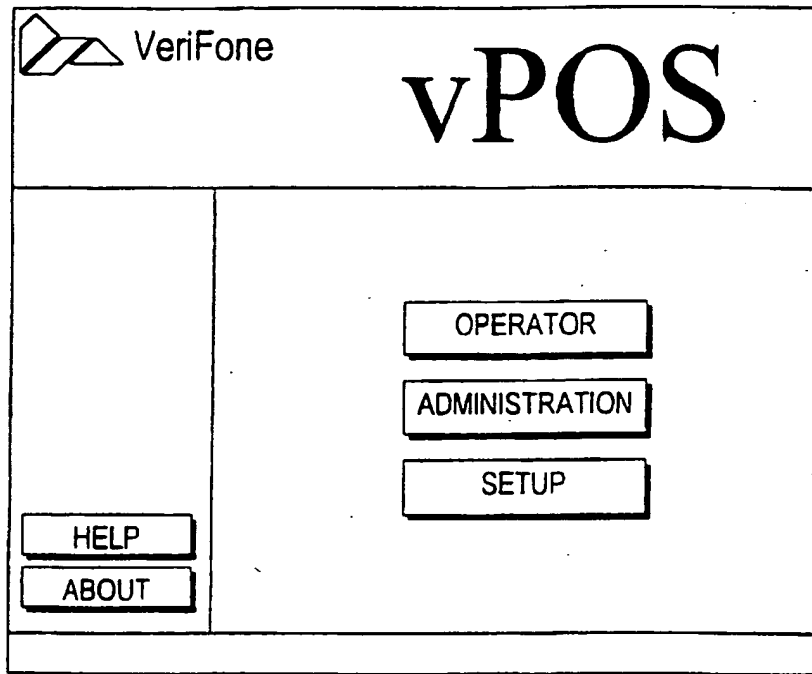 VeriFone
vPOS
OPERATOR
ADMINISTRATION
SETUP
HELP
ABOUT